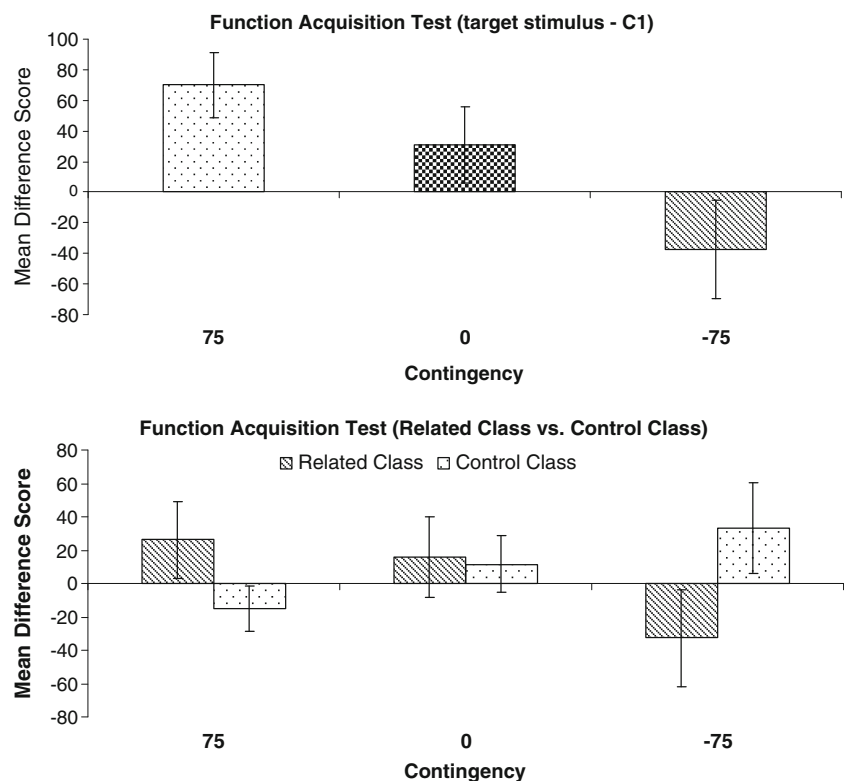 Function Acquisition Test (target stimulus - C1)
Mean Difference Score
100
80
60
40
20
0
-20
-40
-60
-80
75 0 -75
Contingency
Function Acquisition Test (Related Class vs. Control Class)
Related Class Control Class
Mean Difference Score
80
60
40
20
0
-20
-40
-60
-80
75 0 -75
Contingency